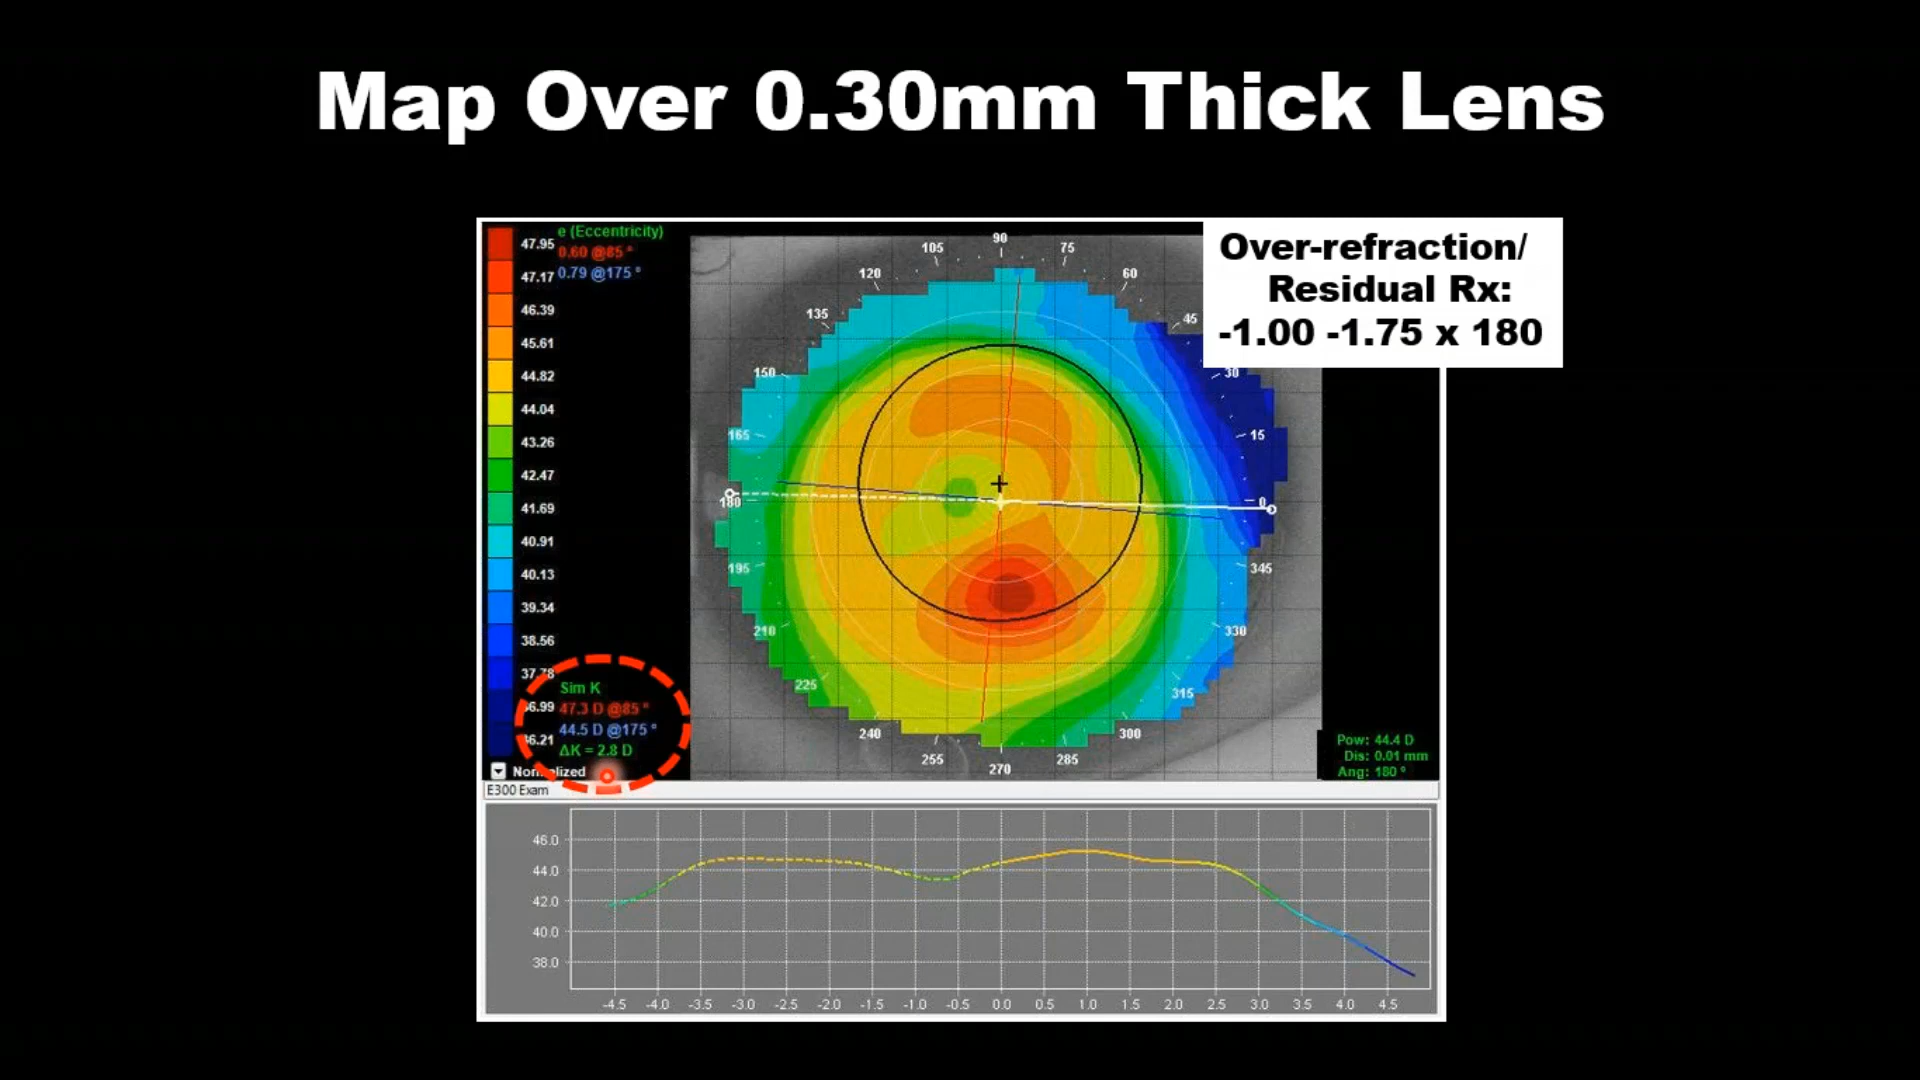 Map Over 0.30mm Thick Lens
Over-refraction/
Residual Rx:
-1.00 -1.75 x 180
e (Eccentricity)
0.60 @85 °
0.79 @175 °
47.95
47.17
46.39
45.61
44.82
44.04
43.26
42.47
41.69
40.91
40.13
39.34
38.56
37.78
36.99
36.21
Sim K
47.3 D @85 °
44.5 D @175 °
ΔK = 2.8 D
Normalized
E300 Exam
90
105
75
120
60
135
45
150
30
165
15
180
0
195
345
210
330
225
315
240
300
255
285
270
Pow: 44.4 D
Dis: 0.01 mm
Ang: 180 °
46.0
44.0
42.0
40.0
38.0
-4.5 -4.0 -3.5 -3.0 -2.5 -2.0 -1.5 -1.0 -0.5 0.0 0.5 1.0 1.5 2.0 2.5 3.0 3.5 4.0 4.5